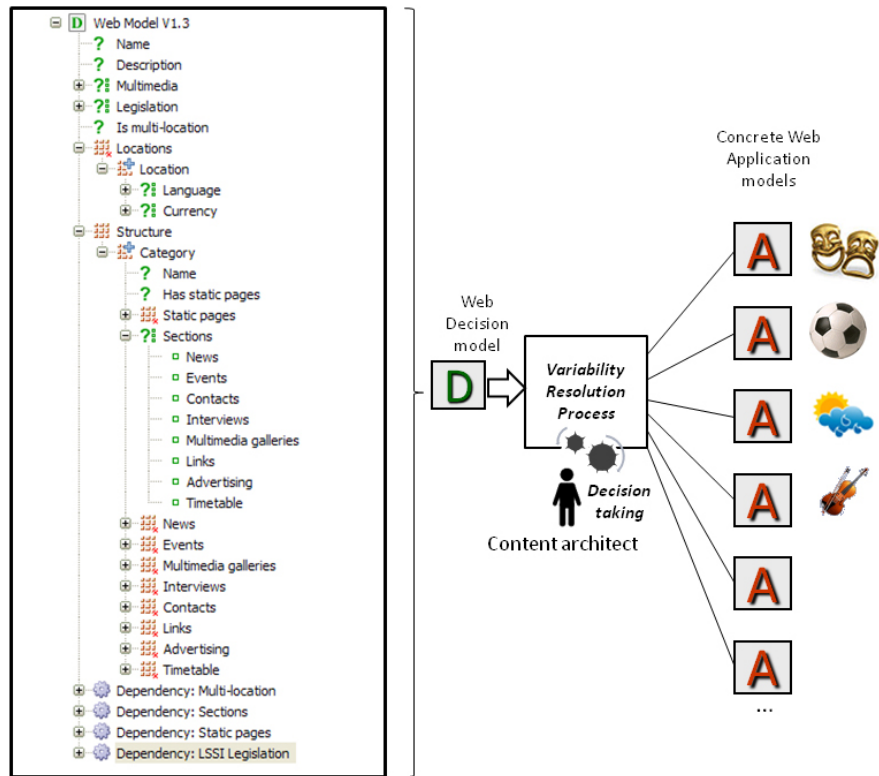 D Web Model V1.3
? Name
? Description
?: Multimedia
?: Legislation
? Is multi-location
Locations
Location
?: Language
?: Currency
Structure
Category
? Name
? Has static pages
Static pages
?: Sections
News
Events
Contacts
Interviews
Multimedia galleries
Links
Advertising
Timetable
News
Events
Multimedia galleries
Interviews
Contacts
Links
Advertising
Timetable
Dependency: Multi-location
Dependency: Sections
Dependency: Static pages
Dependency: LSSI Legislation
Web
Decision
model
D
Variability
Resolution
Process
Decision
taking
Content architect
Concrete Web
Application
models
A
A
A
A
A
A
...